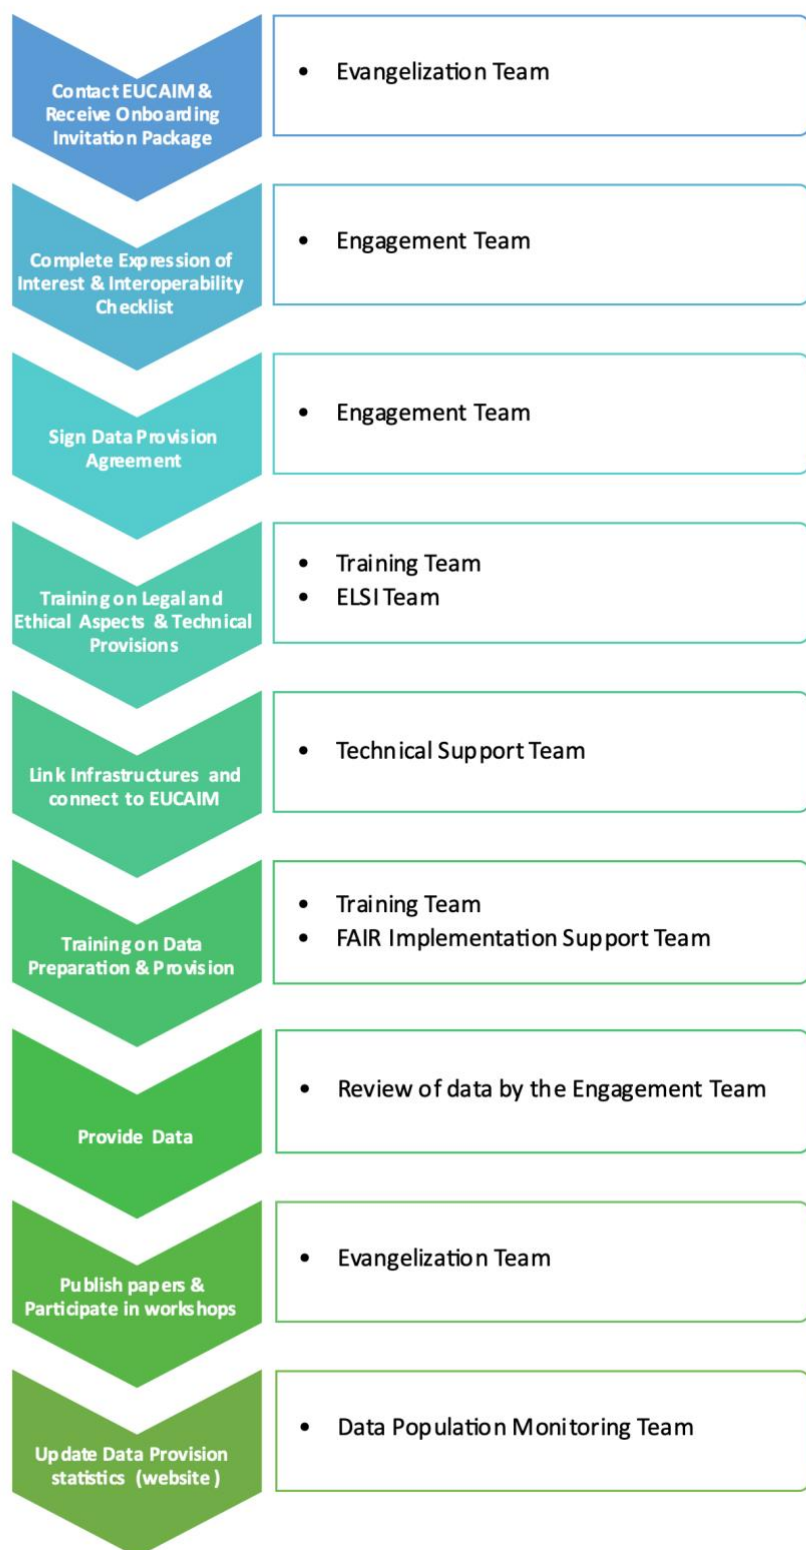 Contact EUCAIM &
Receive Onboarding
Invitation Package
• Evangelization Team
Complete Expression of
Interest & Interoperability
Checklist
• Engagement Team
Sign Data Provision
Agreement
• Engagement Team
Training on Legal and
Ethical Aspects & Technical
Provisions
• Training Team
• ELSI Team
Link Infrastructures and
connect to EUCAIM
• Technical Support Team
Training on Data
Preparation & Provision
• Training Team
• FAIR Implementation Support Team
Provide Data
• Review of data by the Engagement Team
Publish papers &
Participate in workshops
• Evangelization Team
Update Data Provision
statistics (website )
• Data Population Monitoring Team